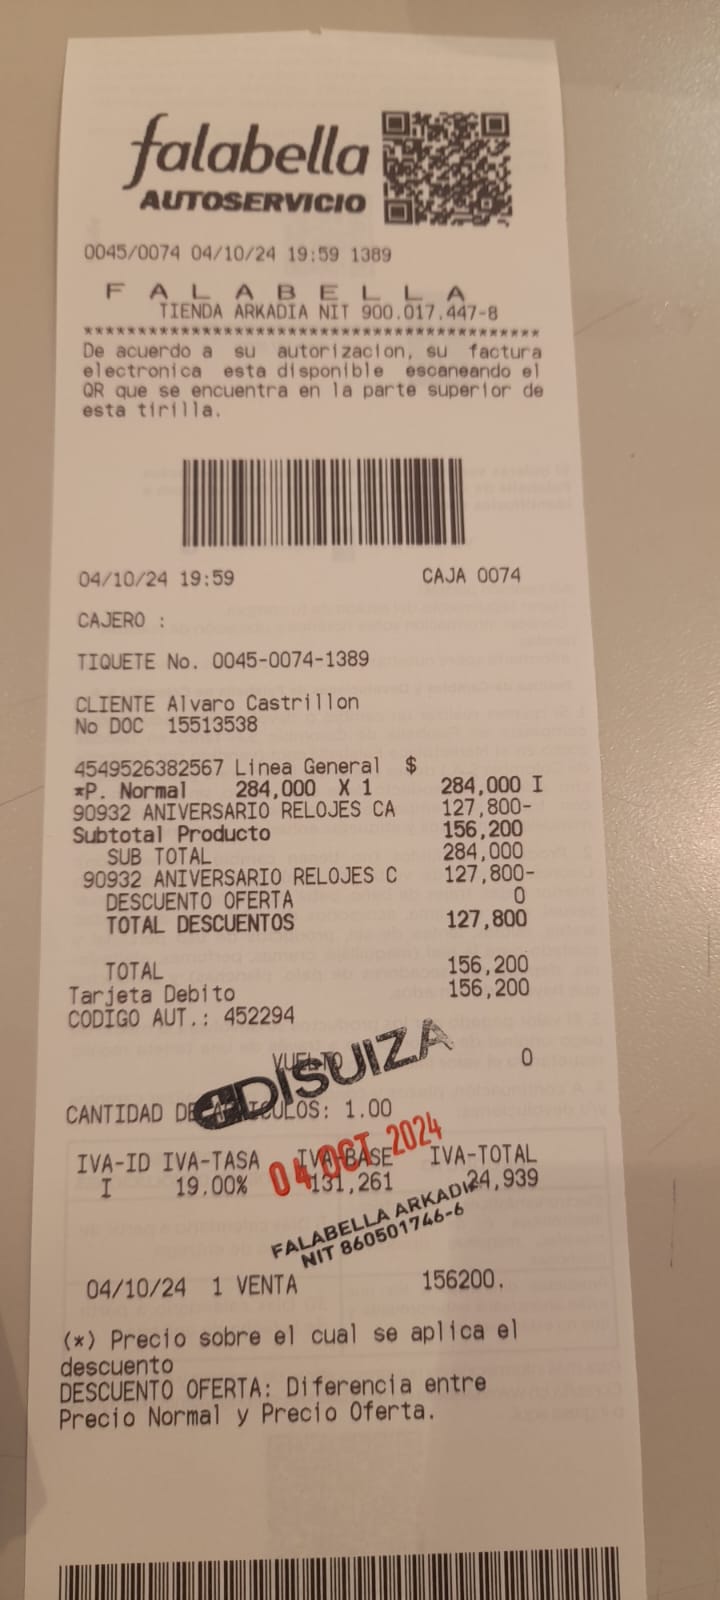 falabella
AUTOSERVICIO
0045/0074 04/10/24 19:59 1389
F A L A B E L L A
TIENDA ARKADIA NIT 900.017.447-8
******************************************
De acuerdo a su autorizacion, su factura
electronica esta disponible escaneando el
QR que se encuentra en la parte superior de
esta tirilla.
04/10/24 19:59 CAJA 0074
CAJERO :
TIQUETE No. 0045-0074-1389
CLIENTE Alvaro Castrillon
No DOC 15513538
4549526382567 Linea General $
*P. Normal 284,000 X 1 284,000 I
90932 ANIVERSARIO RELOJES CA 127,800-
Subtotal Producto 156,200
SUB TOTAL 284,000
90932 ANIVERSARIO RELOJES C 127,800-
DESCUENTO OFERTA 0
TOTAL DESCUENTOS 127,800
TOTAL 156,200
Tarjeta Debito 156,200
CODIGO AUT.: 452294
VUELTO 0
DISUIZA
CANTIDAD DE ARTICULOS: 1.00
04 OCT 2024
IVA-ID IVA-TASA IVA-BASE IVA-TOTAL
I 19.00% 131,261 24,939
FALABELLA ARKADIA
NIT 860501746-6
04/10/24 1 VENTA 156200.
(*) Precio sobre el cual se aplica el
descuento
DESCUENTO OFERTA: Diferencia entre
Precio Normal y Precio Oferta.